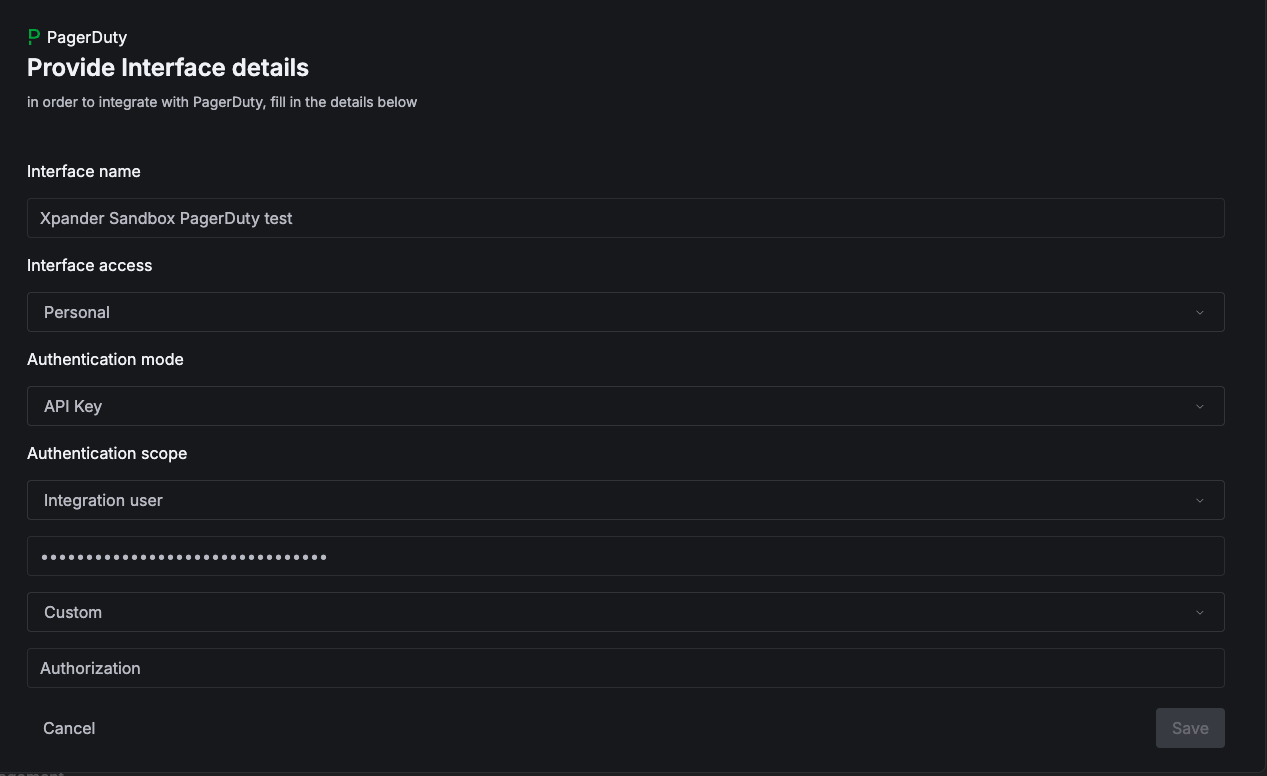 PagerDuty
Provide Interface details
in order to integrate with PagerDuty, fill in the details below
Interface name
Xpander Sandbox PagerDuty test
Interface access
Personal
Authentication mode
API Key
Authentication scope
Integration user
••••••••••••••••••••••••••••••••
Custom
Authorization
Cancel
Save